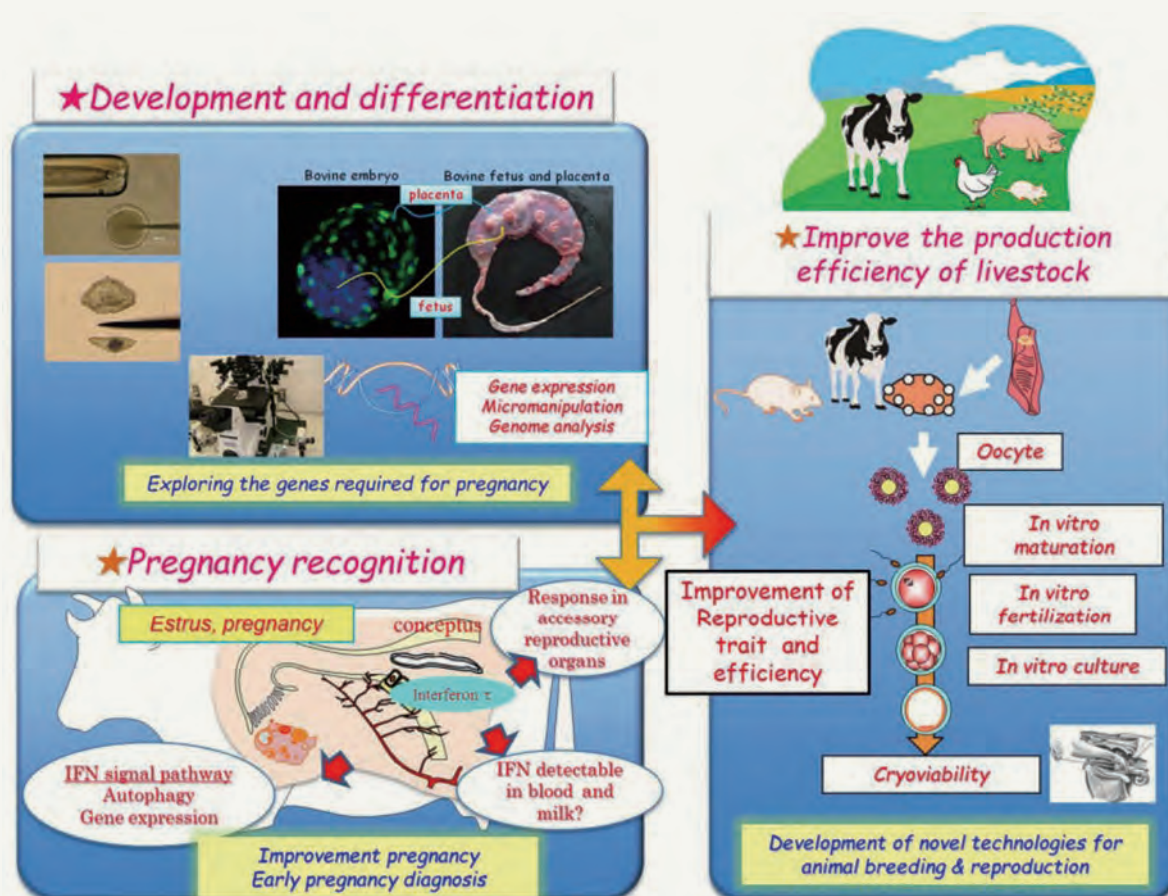 ★Development and differentiation
Bovine embryo
Bovine fetus and placenta
placenta
fetus
Gene expression
Micromanipulation
Genome analysis
Exploring the genes required for pregnancy
★Pregnancy recognition
Estrus, pregnancy
conceptus
Response in
accessory
reproductive
organs
Interferon τ
IFN signal pathway
Autophagy
Gene expression
IFN detectable
in blood and
milk?
Improvement pregnancy
Early pregnancy diagnosis
Improvement of
Reproductive
trait and
efficiency
★Improve the production
efficiency of livestock
Oocyte
In vitro
maturation
In vitro
fertilization
In vitro culture
Cryoviability
Development of novel technologies for
animal breeding & reproduction